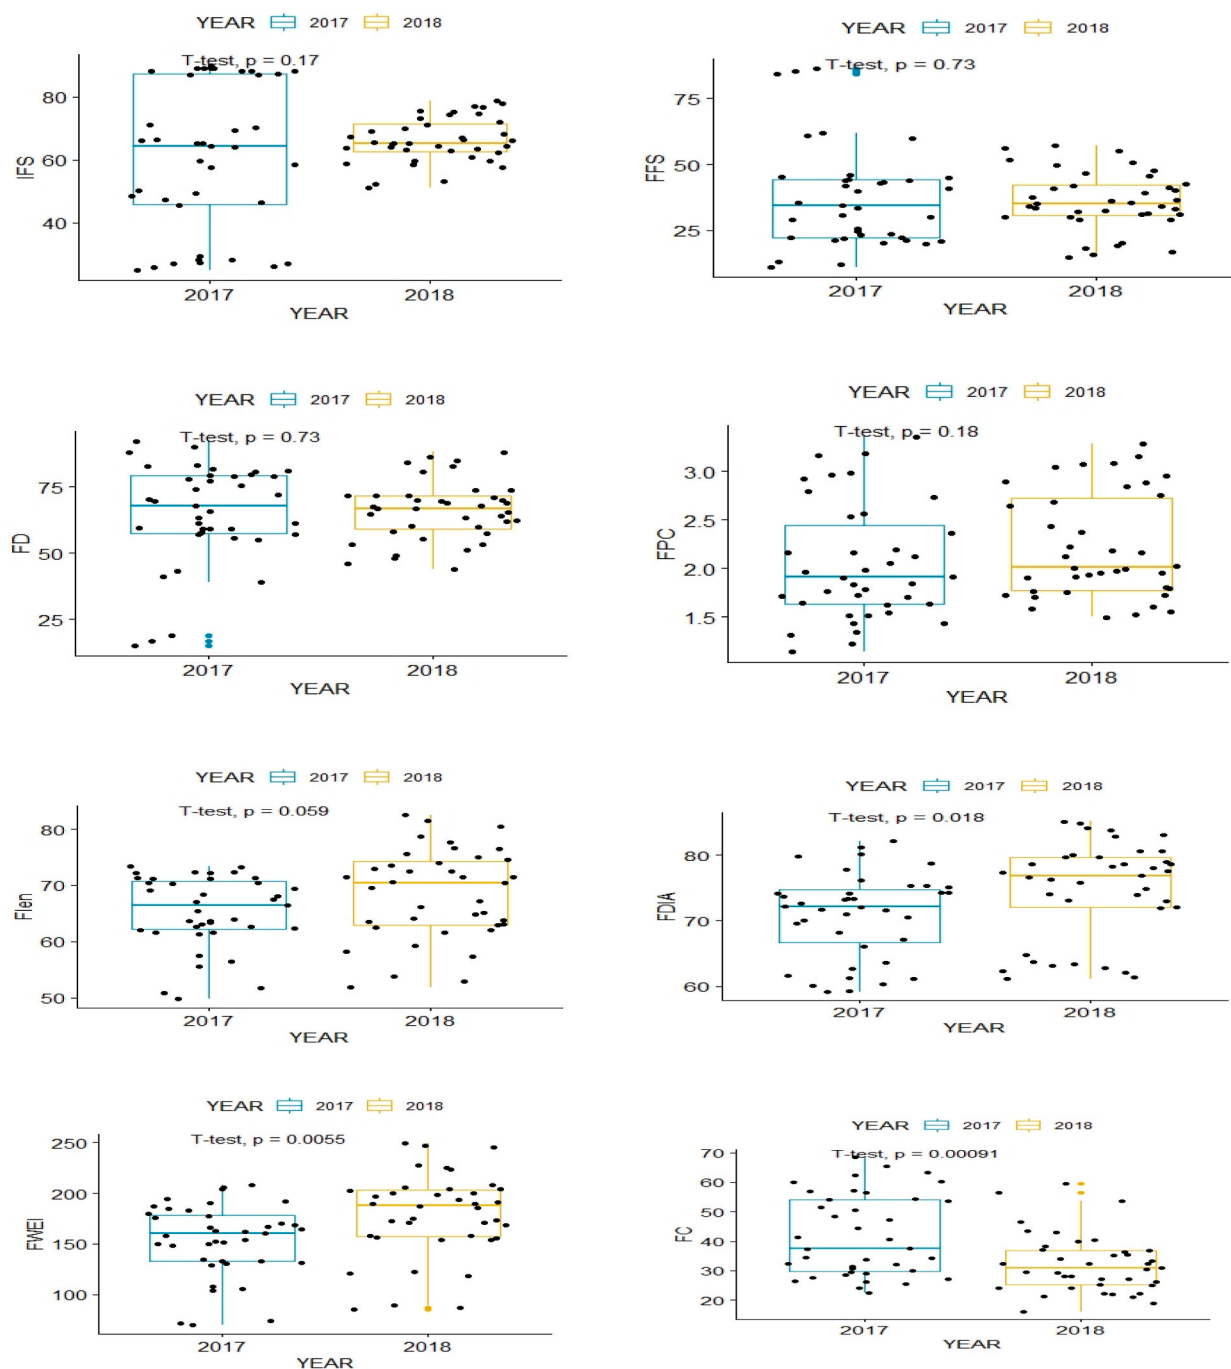 YEAR 2017 2018
T-test, p = 0.17
80
60
40
IFS
2017 2018
YEAR
YEAR 2017 2018
T-test, p = 0.73
75
50
25
FFS
2017 2018
YEAR
YEAR 2017 2018
T-test, p = 0.73
75
50
25
FD
2017 2018
YEAR
YEAR 2017 2018
T-test, p = 0.18
3.0
2.5
2.0
1.5
FPC
2017 2018
YEAR
YEAR 2017 2018
T-test, p = 0.059
80
70
60
50
Flen
2017 2018
YEAR
YEAR 2017 2018
T-test, p = 0.018
80
70
60
FDIA
2017 2018
YEAR
YEAR 2017 2018
T-test, p = 0.0055
250
200
150
100
FWEI
2017 2018
YEAR
YEAR 2017 2018
T-test, p = 0.00091
70
60
50
40
30
20
FC
2017 2018
YEAR